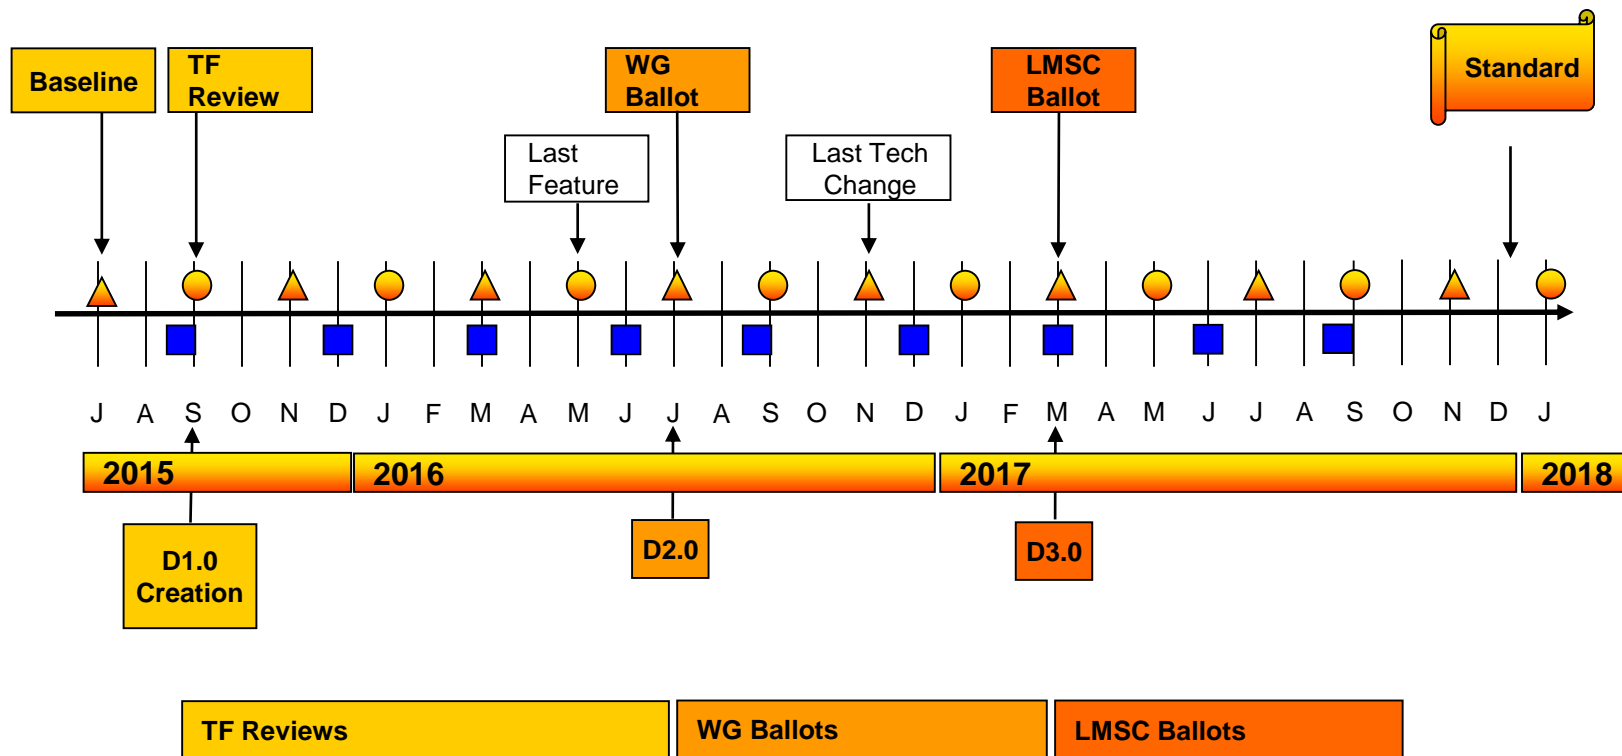 Baseline
TF
Review
WG
Ballot
LMSC
Ballot
Standard
Last
Feature
Last Tech
Change
J A S O N D J F M A M J J A S O N D J F M A M J J A S O N D J
2015 2016 2017 2018
D1.0
Creation
D2.0
D3.0
TF Reviews
WG Ballots
LMSC Ballots